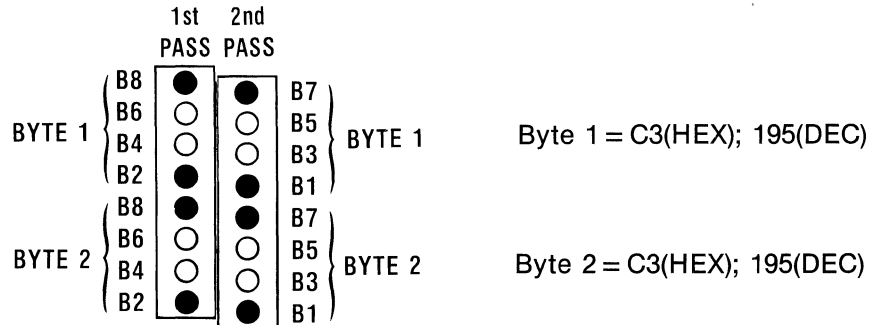 1st 2nd
PASS PASS
B8
B7
B6
B5
BYTE 1
B4
B3
BYTE 1
Byte 1 = C3(HEX); 195(DEC)
B2
B1
B8
B7
B6
B5
BYTE 2
B4
B3
BYTE 2
Byte 2 = C3(HEX); 195(DEC)
B2
B1